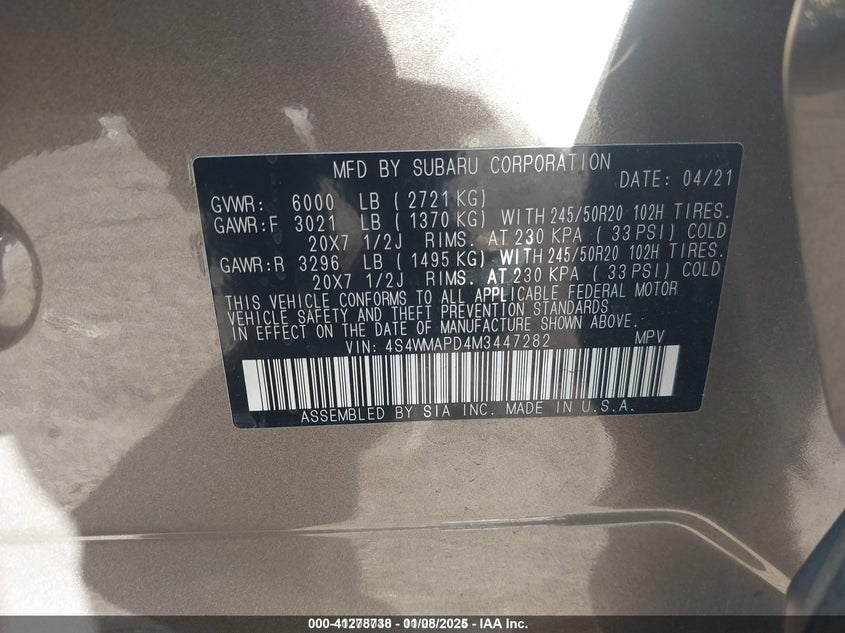 MFD BY SUBARU CORPORATION DATE: 04/21
GVWR: 6000 LB (2721 KG)
GAWR:F 3021 LB (1370 KG) WITH 245/50R20 102H TIRES.
20X7 1/2J RIMS. AT 230 KPA (33 PSI) COLD
GAWR:R 3296 LB (1495 KG) WITH 245/50R20 102H TIRES.
20X7 1/2J RIMS. AT 230 KPA (33 PSI) COLD
THIS VEHICLE CONFORMS TO ALL APPLICABLE FEDERAL MOTOR
VEHICLE SAFETY AND THEFT PREVENTION STANDARDS
IN EFFECT ON THE DATE OF MANUFACTURE SHOWN ABOVE.
VIN: 4S4WMAPD4M3447282 MPV
ASSEMBLED BY SIA INC. MADE IN U.S.A.
000-41278738 - 01/08/2025 - IAA Inc.